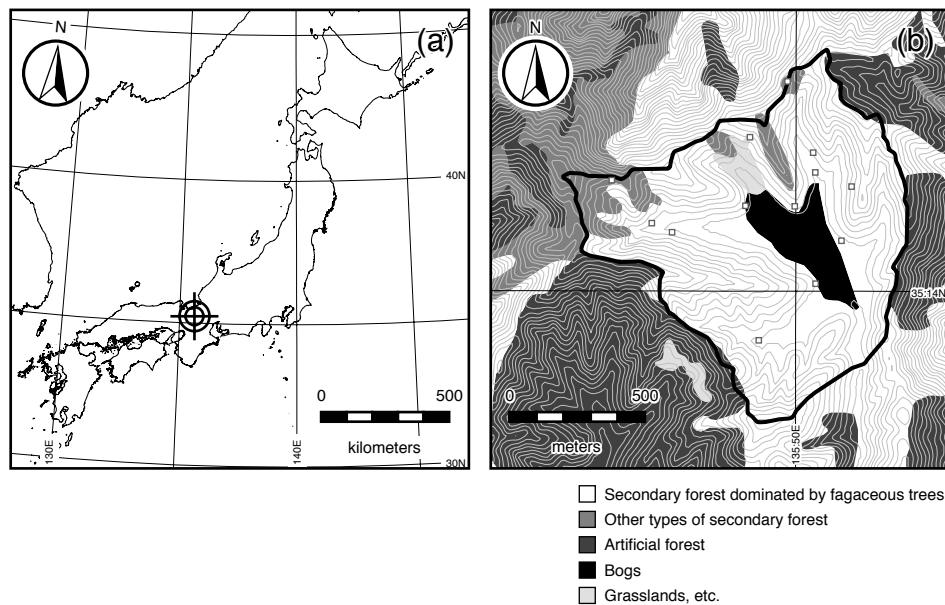 N
(a)
40N
0 500
kilometers
130E
140E
30N
N
(b)
35:14N
0 500
meters
135:50E
Secondary forest dominated by fagaceous trees
Other types of secondary forest
Artificial forest
Bogs
Grasslands, etc.